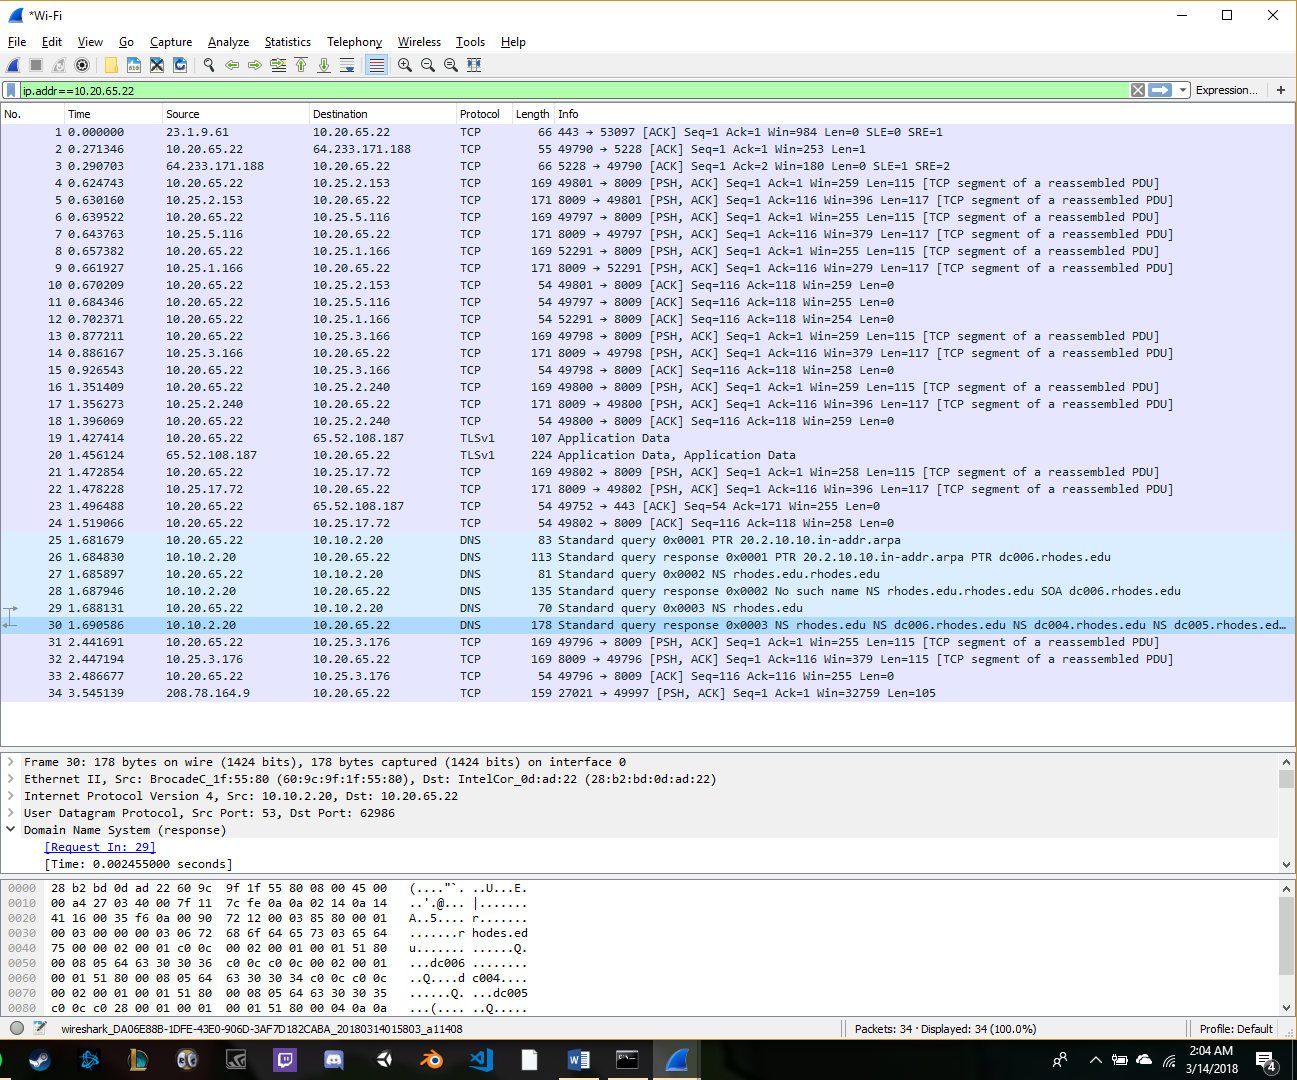 *Wi-Fi
File Edit View Go Capture Analyze Statistics Telephony Wireless Tools Help
ip.addr==10.20.65.22 Expression... +
No. Time Source Destination Protocol Length Info
1 0.000000 23.1.9.61 10.20.65.22 TCP 66 443 → 53097 [ACK] Seq=1 Ack=1 Win=984 Len=0 SLE=0 SRE=1
2 0.271346 10.20.65.22 64.233.171.188 TCP 55 49790 → 5228 [ACK] Seq=1 Ack=1 Win=253 Len=1
3 0.290703 64.233.171.188 10.20.65.22 TCP 66 5228 → 49790 [ACK] Seq=1 Ack=2 Win=180 Len=0 SLE=1 SRE=2
4 0.624743 10.20.65.22 10.25.2.153 TCP 169 49801 → 8009 [PSH, ACK] Seq=1 Ack=1 Win=259 Len=115 [TCP segment of a reassembled PDU]
5 0.630160 10.25.2.153 10.20.65.22 TCP 171 8009 → 49801 [PSH, ACK] Seq=1 Ack=116 Win=396 Len=117 [TCP segment of a reassembled PDU]
6 0.639522 10.20.65.22 10.25.5.116 TCP 169 49797 → 8009 [PSH, ACK] Seq=1 Ack=1 Win=255 Len=115 [TCP segment of a reassembled PDU]
7 0.643763 10.25.5.116 10.20.65.22 TCP 171 8009 → 49797 [PSH, ACK] Seq=1 Ack=116 Win=379 Len=117 [TCP segment of a reassembled PDU]
8 0.657382 10.20.65.22 10.25.1.166 TCP 169 52291 → 8009 [PSH, ACK] Seq=1 Ack=1 Win=255 Len=115 [TCP segment of a reassembled PDU]
9 0.661927 10.25.1.166 10.20.65.22 TCP 171 8009 → 52291 [PSH, ACK] Seq=1 Ack=116 Win=279 Len=117 [TCP segment of a reassembled PDU]
10 0.670209 10.20.65.22 10.25.2.153 TCP 54 49801 → 8009 [ACK] Seq=116 Ack=118 Win=259 Len=0
11 0.684346 10.20.65.22 10.25.5.116 TCP 54 49797 → 8009 [ACK] Seq=116 Ack=118 Win=255 Len=0
12 0.702371 10.20.65.22 10.25.1.166 TCP 54 52291 → 8009 [ACK] Seq=116 Ack=118 Win=254 Len=0
13 0.877211 10.20.65.22 10.25.3.166 TCP 169 49798 → 8009 [PSH, ACK] Seq=1 Ack=1 Win=259 Len=115 [TCP segment of a reassembled PDU]
14 0.886167 10.25.3.166 10.20.65.22 TCP 171 8009 → 49798 [PSH, ACK] Seq=1 Ack=116 Win=379 Len=117 [TCP segment of a reassembled PDU]
15 0.926543 10.20.65.22 10.25.3.166 TCP 54 49798 → 8009 [ACK] Seq=116 Ack=118 Win=258 Len=0
16 1.351409 10.20.65.22 10.25.2.240 TCP 169 49800 → 8009 [PSH, ACK] Seq=1 Ack=1 Win=259 Len=115 [TCP segment of a reassembled PDU]
17 1.356273 10.25.2.240 10.20.65.22 TCP 171 8009 → 49800 [PSH, ACK] Seq=1 Ack=116 Win=396 Len=117 [TCP segment of a reassembled PDU]
18 1.396069 10.20.65.22 10.25.2.240 TCP 54 49800 → 8009 [ACK] Seq=116 Ack=118 Win=259 Len=0
19 1.427414 10.20.65.22 65.52.108.187 TLSv1 107 Application Data
20 1.456124 65.52.108.187 10.20.65.22 TLSv1 224 Application Data, Application Data
21 1.472854 10.20.65.22 10.25.17.72 TCP 169 49802 → 8009 [PSH, ACK] Seq=1 Ack=1 Win=258 Len=115 [TCP segment of a reassembled PDU]
22 1.478228 10.25.17.72 10.20.65.22 TCP 171 8009 → 49802 [PSH, ACK] Seq=1 Ack=116 Win=396 Len=117 [TCP segment of a reassembled PDU]
23 1.496488 10.20.65.22 65.52.108.187 TCP 54 49752 → 443 [ACK] Seq=54 Ack=171 Win=255 Len=0
24 1.519066 10.20.65.22 10.25.17.72 TCP 54 49802 → 8009 [ACK] Seq=116 Ack=118 Win=258 Len=0
25 1.681679 10.20.65.22 10.10.2.20 DNS 83 Standard query 0x0001 PTR 20.2.10.10.in-addr.arpa
26 1.684830 10.10.2.20 10.20.65.22 DNS 113 Standard query response 0x0001 PTR 20.2.10.10.in-addr.arpa PTR dc006.rhodes.edu
27 1.685897 10.20.65.22 10.10.2.20 DNS 81 Standard query 0x0002 NS rhodes.edu.rhodes.edu
28 1.687946 10.10.2.20 10.20.65.22 DNS 135 Standard query response 0x0002 No such name NS rhodes.edu.rhodes.edu SOA dc006.rhodes.edu
29 1.688131 10.20.65.22 10.10.2.20 DNS 70 Standard query 0x0003 NS rhodes.edu
30 1.690586 10.10.2.20 10.20.65.22 DNS 178 Standard query response 0x0003 NS rhodes.edu NS dc006.rhodes.edu NS dc004.rhodes.edu NS dc005.rhodes.ed…
31 2.441691 10.20.65.22 10.25.3.176 TCP 169 49796 → 8009 [PSH, ACK] Seq=1 Ack=1 Win=255 Len=115 [TCP segment of a reassembled PDU]
32 2.447194 10.25.3.176 10.20.65.22 TCP 169 8009 → 49796 [PSH, ACK] Seq=1 Ack=116 Win=379 Len=115 [TCP segment of a reassembled PDU]
33 2.486677 10.20.65.22 10.25.3.176 TCP 54 49796 → 8009 [ACK] Seq=116 Ack=116 Win=255 Len=0
34 3.545139 208.78.164.9 10.20.65.22 TCP 159 27021 → 49997 [PSH, ACK] Seq=1 Ack=1 Win=32759 Len=105
Frame 30: 178 bytes on wire (1424 bits), 178 bytes captured (1424 bits) on interface 0
Ethernet II, Src: BrocadeC_1f:55:80 (60:9c:9f:1f:55:80), Dst: IntelCor_0d:ad:22 (28:b2:bd:0d:ad:22)
Internet Protocol Version 4, Src: 10.10.2.20, Dst: 10.20.65.22
User Datagram Protocol, Src Port: 53, Dst Port: 62986
Domain Name System (response)
[Request In: 29]
[Time: 0.002455000 seconds]
0000 28 b2 bd 0d ad 22 60 9c 9f 1f 55 80 08 00 45 00 (...."`. ..U...E.
0010 00 a4 27 03 40 00 7f 11 7c fe 0a 0a 02 14 0a 14 ..'.@... |.......
0020 41 16 00 35 f6 0a 00 90 72 12 00 03 85 80 00 01 A..5.... r.......
0030 00 03 00 00 00 03 06 72 68 6f 64 65 73 03 65 64 .......r hodes.ed
0040 75 00 00 02 00 01 c0 0c 00 02 00 01 00 01 51 80 u....... ......Q.
0050 00 08 05 64 63 30 30 36 c0 0c c0 0c 00 02 00 01 ...dc006 ........
0060 00 01 51 80 00 08 05 64 63 30 30 34 c0 0c c0 0c ..Q....d c004....
0070 00 02 00 01 00 01 51 80 00 08 05 64 63 30 30 35 ......Q. ...dc005
0080 c0 0c c0 28 00 01 00 01 00 01 51 80 00 04 0a 0a ...(.... ..Q.....
wireshark_DA06E88B-1DFE-43E0-906D-3AF7D182CABA_20180314015803_a11408 Packets: 34 · Displayed: 34 (100.0%) Profile: Default
2:04 AM
3/14/2018
4